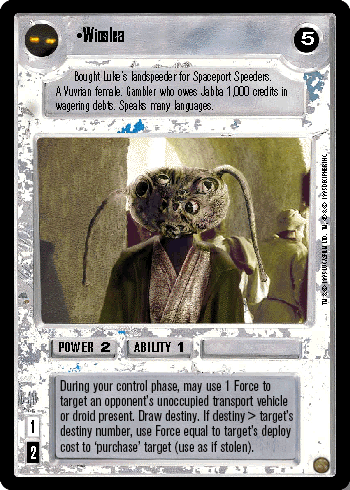 •Wioslea
5
Bought Luke's landspeeder for Spaceport Speeders.
A Vuvrian female. Gambler who owes Jabba 1,000 credits in
wagering debts. Speaks many languages.
POWER 2
ABILITY 1
During your control phase, may use 1 Force to
target an opponent's unoccupied transport vehicle
or droid present. Draw destiny. If destiny > target's
destiny number, use Force equal to target's deploy
cost to 'purchase' target (use as if stolen).
1
2